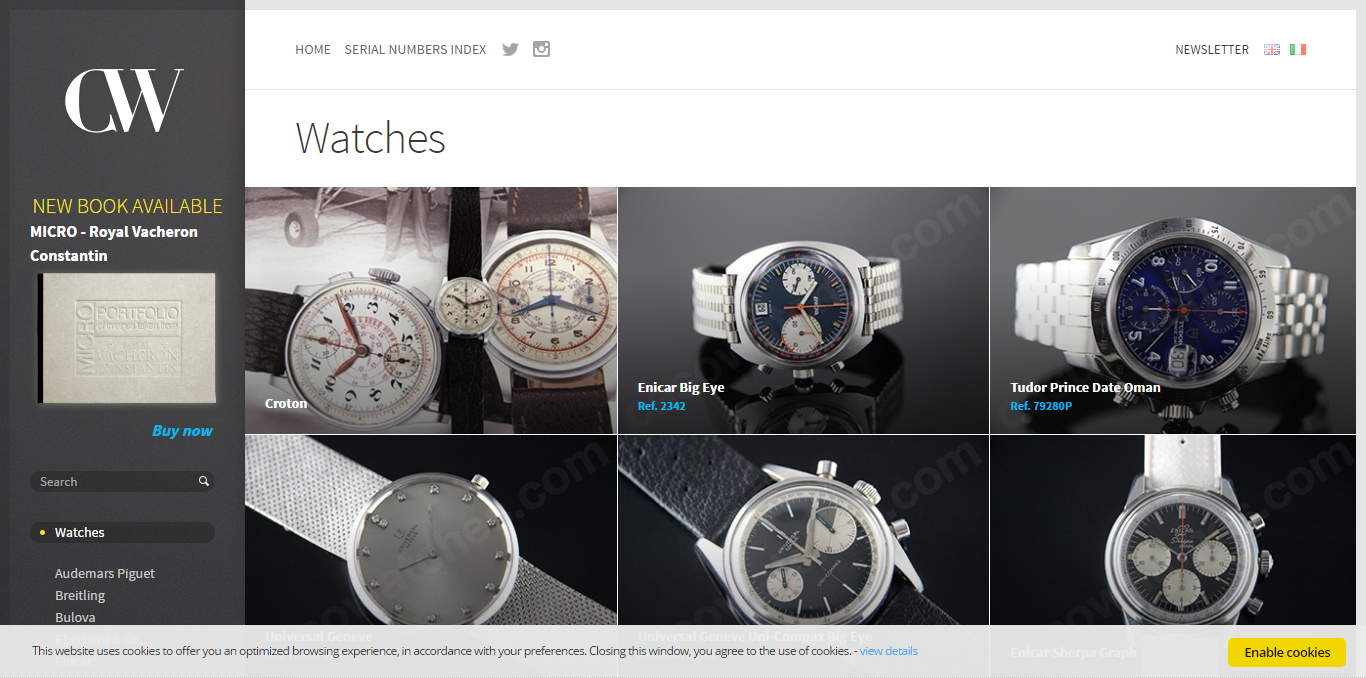 CW
NEW BOOK AVAILABLE
MICRO - Royal Vacheron
Constantin
MICRO
PORTFOLIO
VACHERON
CONSTANTIN
Buy now
Search
Watches
Audemars Piguet
Breitling
Bulova
Eberhard & Co.
Enicar
HOME
SERIAL NUMBERS INDEX
NEWSLETTER
Watches
Croton
Enicar Big Eye
Ref. 2342
Tudor Prince Date Oman
Ref. 79280P
Universal Geneve
Universal Geneve Uni-Compax Big Eye
Enicar Sherpa Graph
This website uses cookies to offer you an optimized browsing experience, in accordance with your preferences. Closing this window, you agree to the use of cookies. - view details
Enable cookies